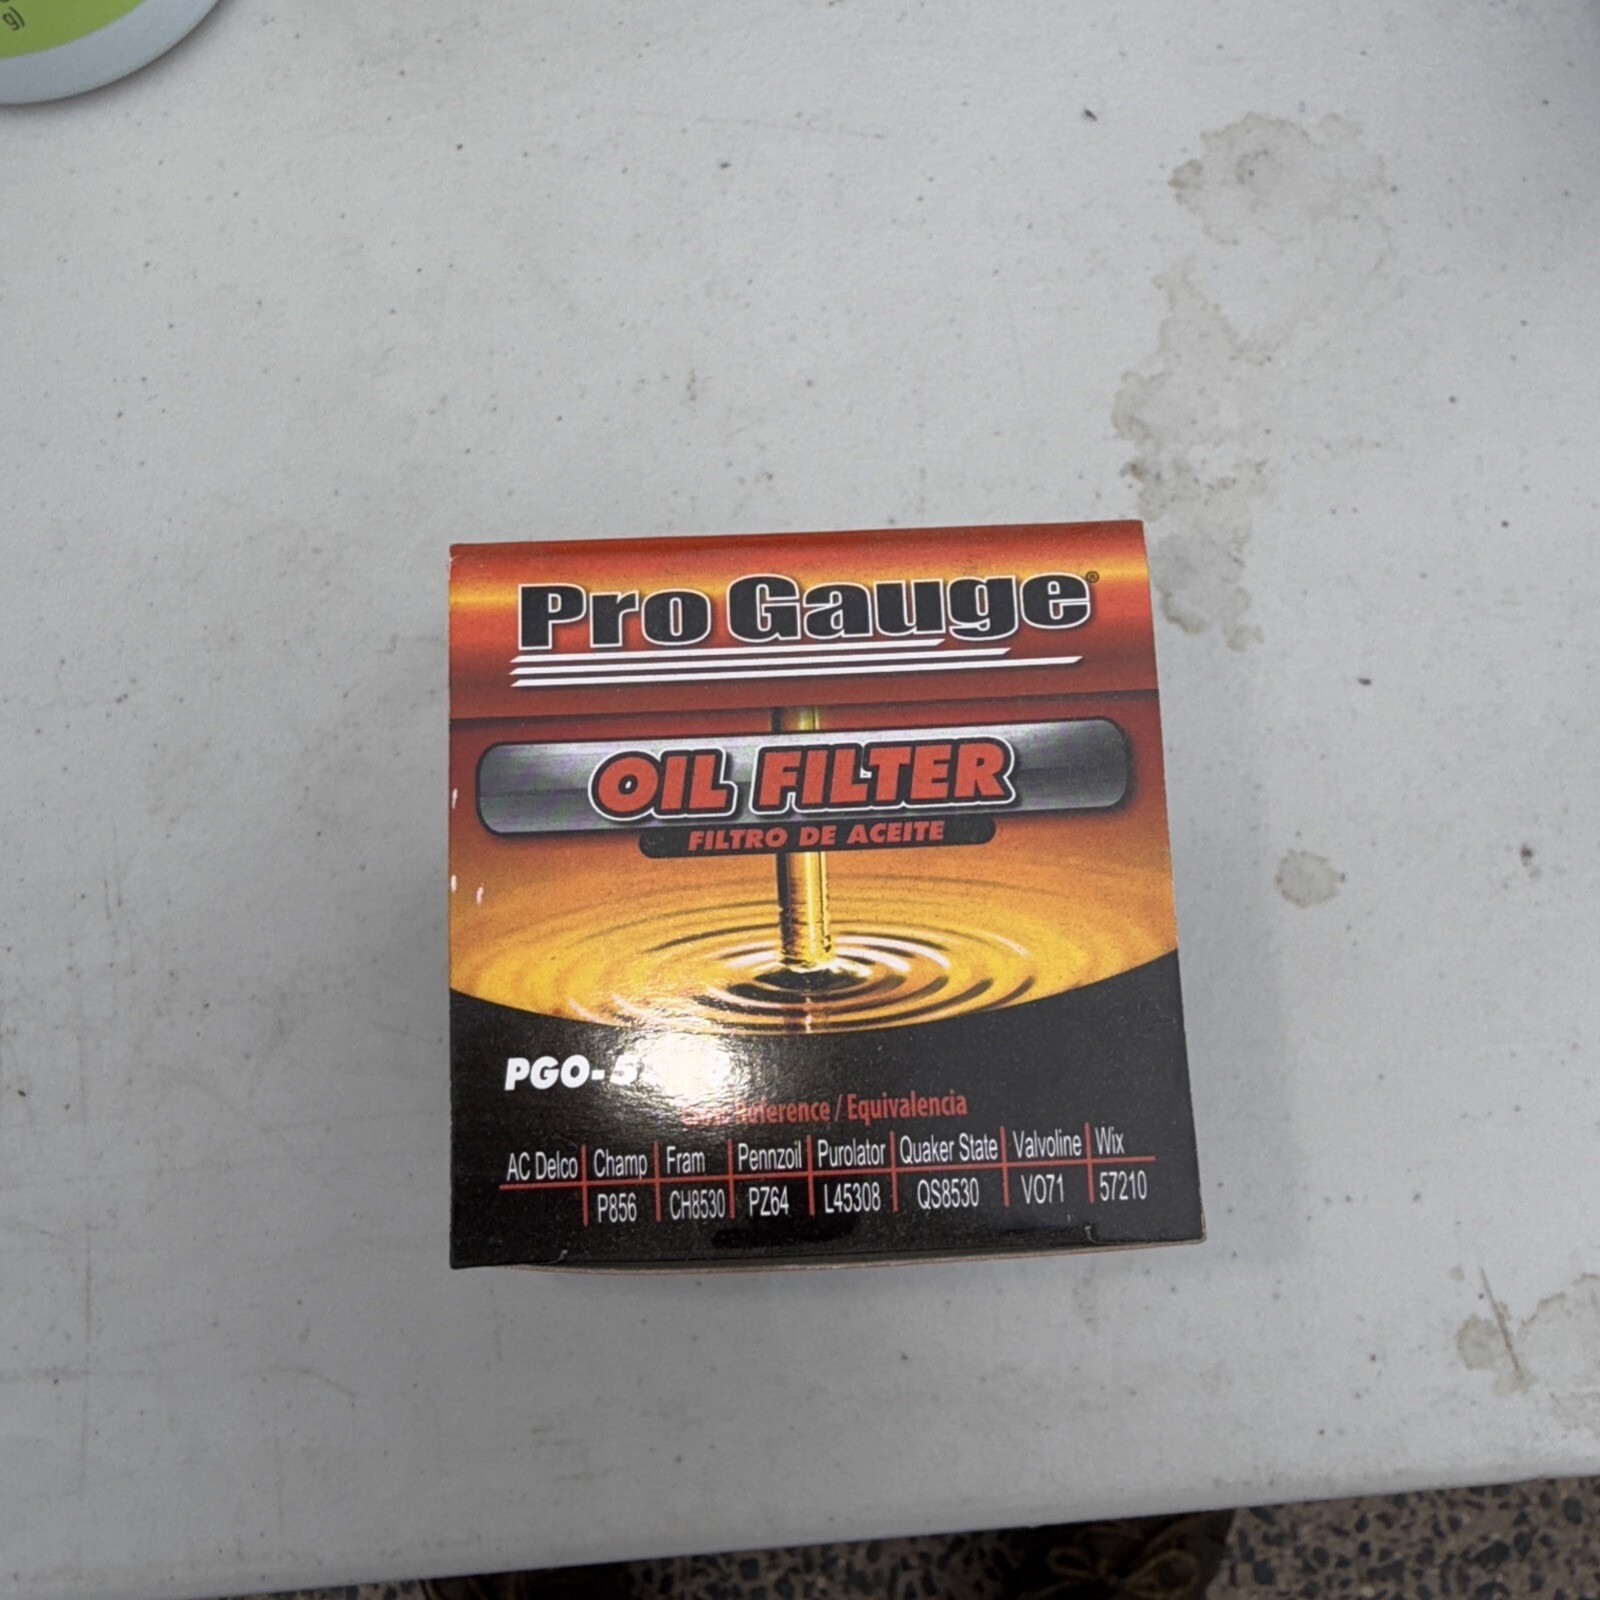 g)
Pro Gauge®
OIL FILTER
FILTRO DE ACEITE
PGO-5
Reference / Equivalencia
AC Delco Champ Fram Pennzoil Purolator Quaker State Valvoline Wix
P856 CH8530 PZ64 L45308 QS8530 VO71 57210